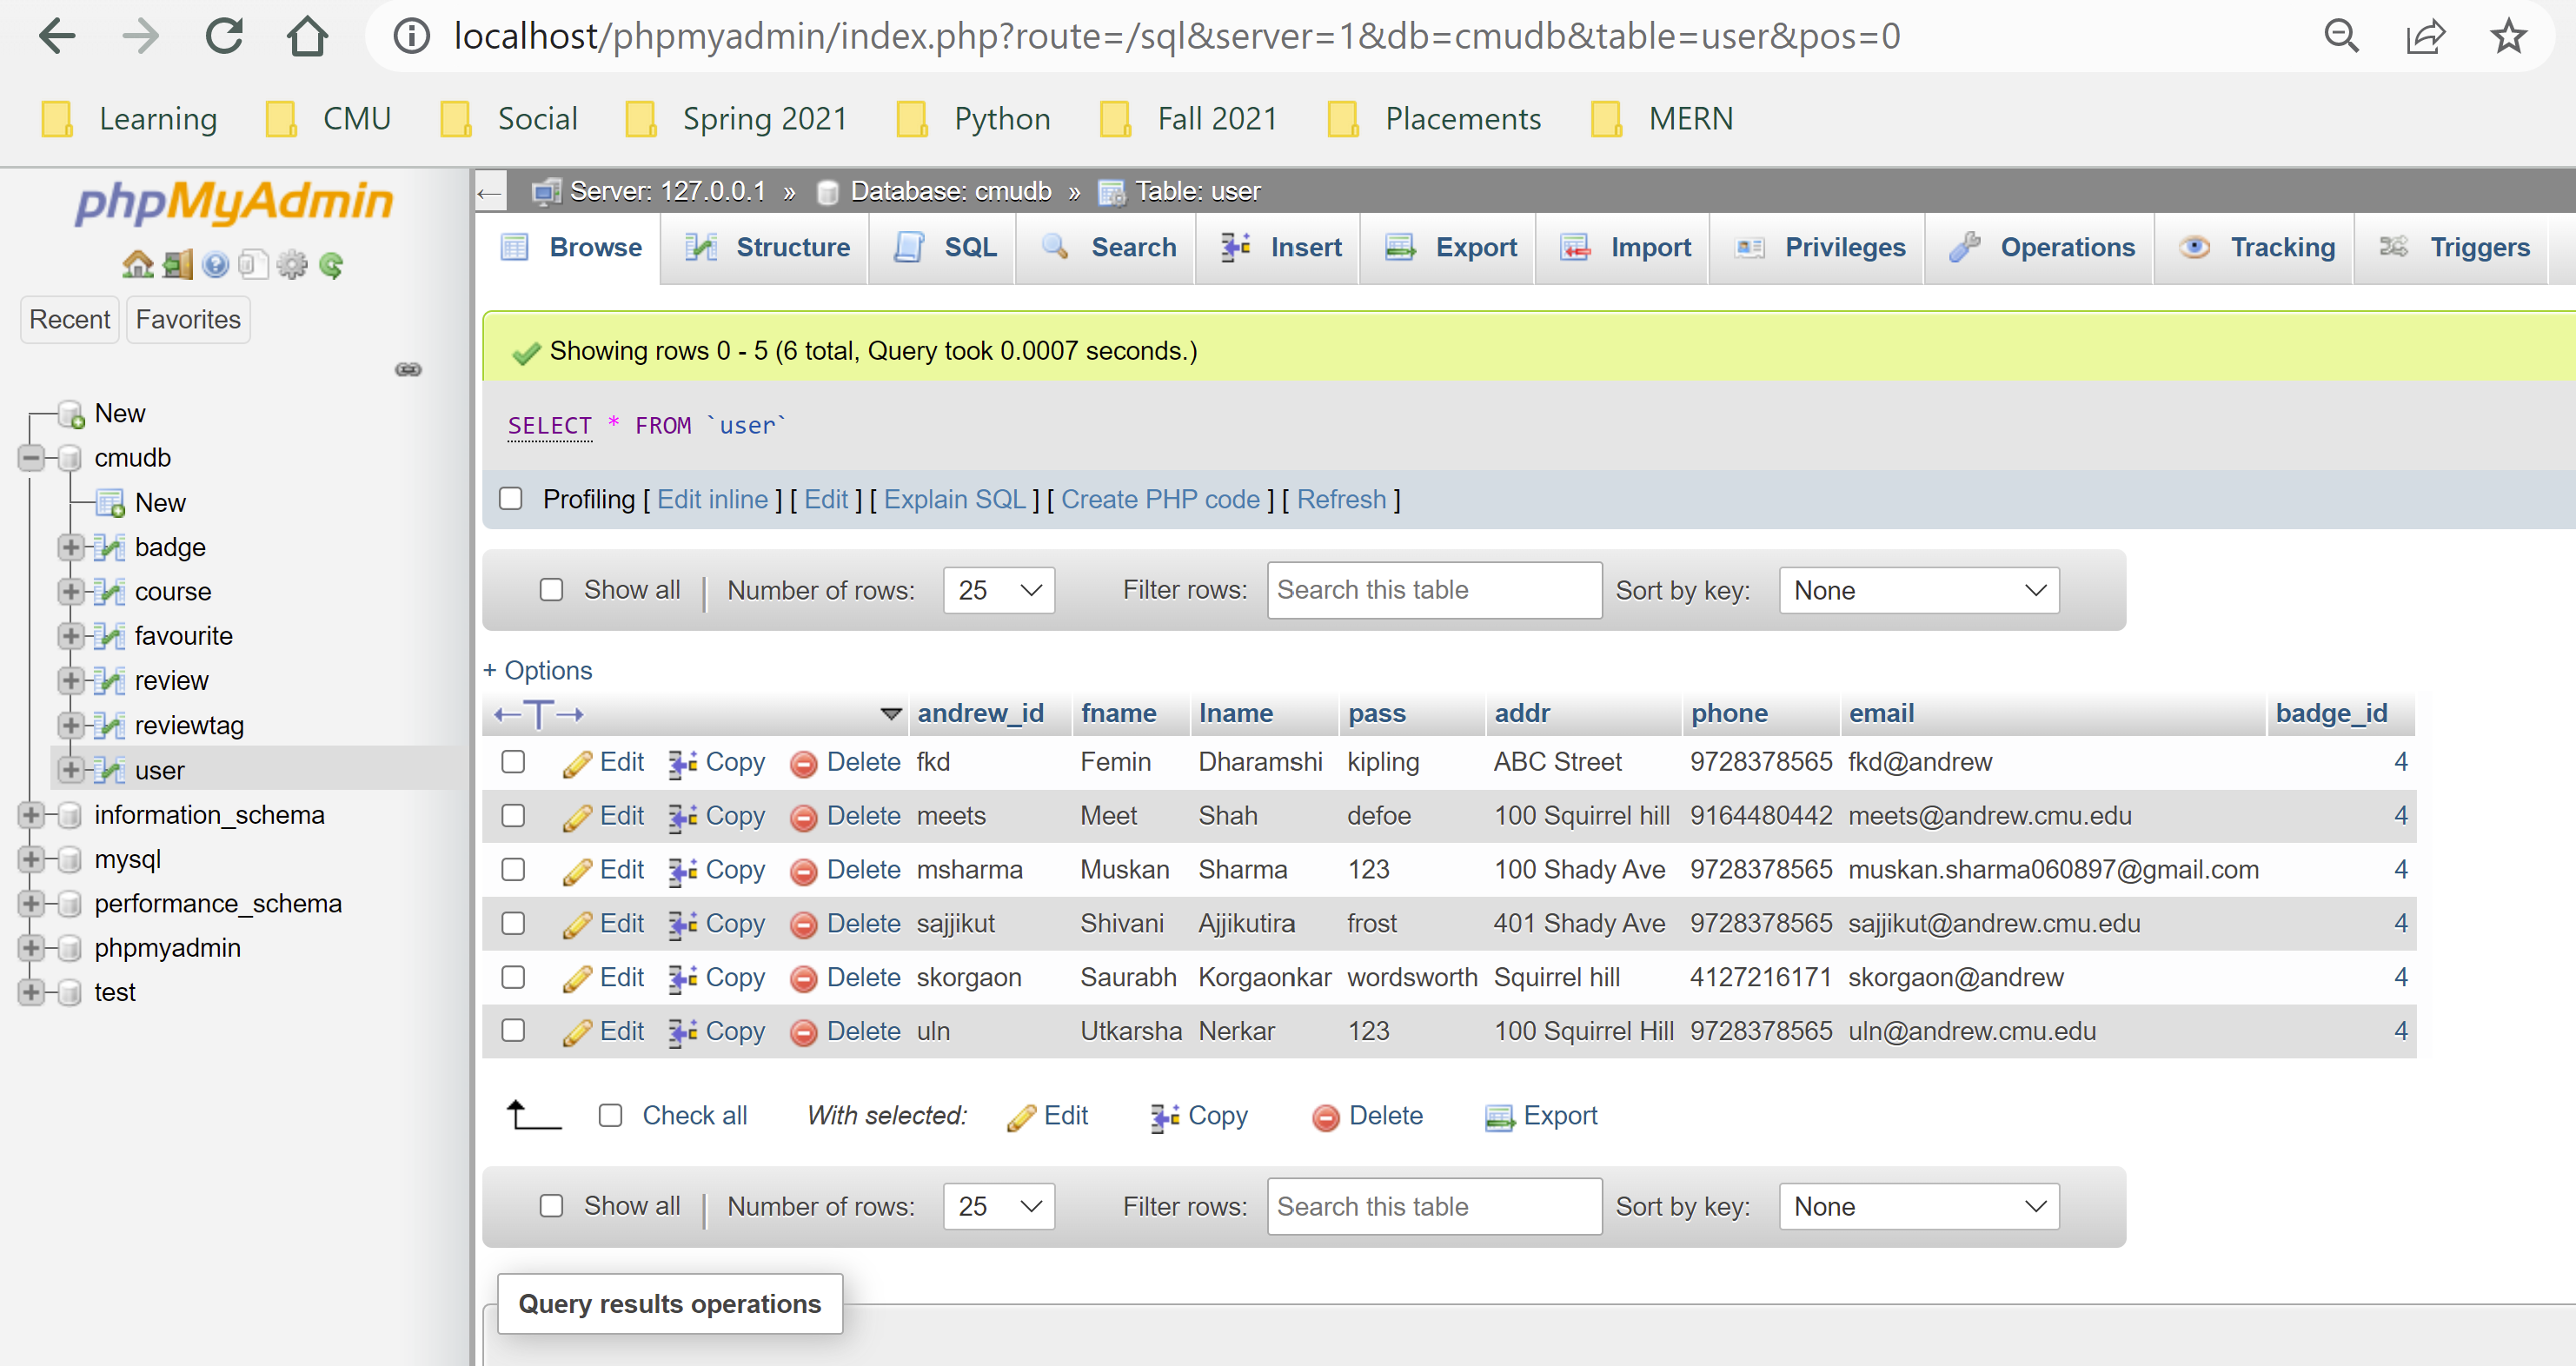 localhost/phpmyadmin/index.php?route=/sql&server=1&db=cmudb&table=user&pos=0
Learning CMU Social Spring 2021 Python Fall 2021 Placements MERN
phpMyAdmin
Recent Favorites
New
cmudb
New
badge
course
favourite
review
reviewtag
user
information_schema
mysql
performance_schema
phpmyadmin
test
Server: 127.0.0.1 » Database: cmudb » Table: user
Browse Structure SQL Search Insert Export Import Privileges Operations Tracking Triggers
Showing rows 0 - 5 (6 total, Query took 0.0007 seconds.)
SELECT * FROM `user`
Profiling [ Edit inline ] [ Edit ] [ Explain SQL ] [ Create PHP code ] [ Refresh ]
Show all | Number of rows: 25 Filter rows: Search this table Sort by key: None
+ Options
←T→ andrew_id fname lname pass addr phone email badge_id
Edit Copy Delete fkd Femin Dharamshi kipling ABC Street 9728378565 fkd@andrew 4
Edit Copy Delete meets Meet Shah defoe 100 Squirrel hill 9164480442 meets@andrew.cmu.edu 4
Edit Copy Delete msharma Muskan Sharma 123 100 Shady Ave 9728378565 muskan.sharma060897@gmail.com 4
Edit Copy Delete sajjikut Shivani Ajjikutira frost 401 Shady Ave 9728378565 sajjikut@andrew.cmu.edu 4
Edit Copy Delete skorgaon Saurabh Korgaonkar wordsworth Squirrel hill 4127216171 skorgaon@andrew 4
Edit Copy Delete uln Utkarsha Nerkar 123 100 Squirrel Hill 9728378565 uln@andrew.cmu.edu 4
Check all With selected: Edit Copy Delete Export
Show all | Number of rows: 25 Filter rows: Search this table Sort by key: None
Query results operations